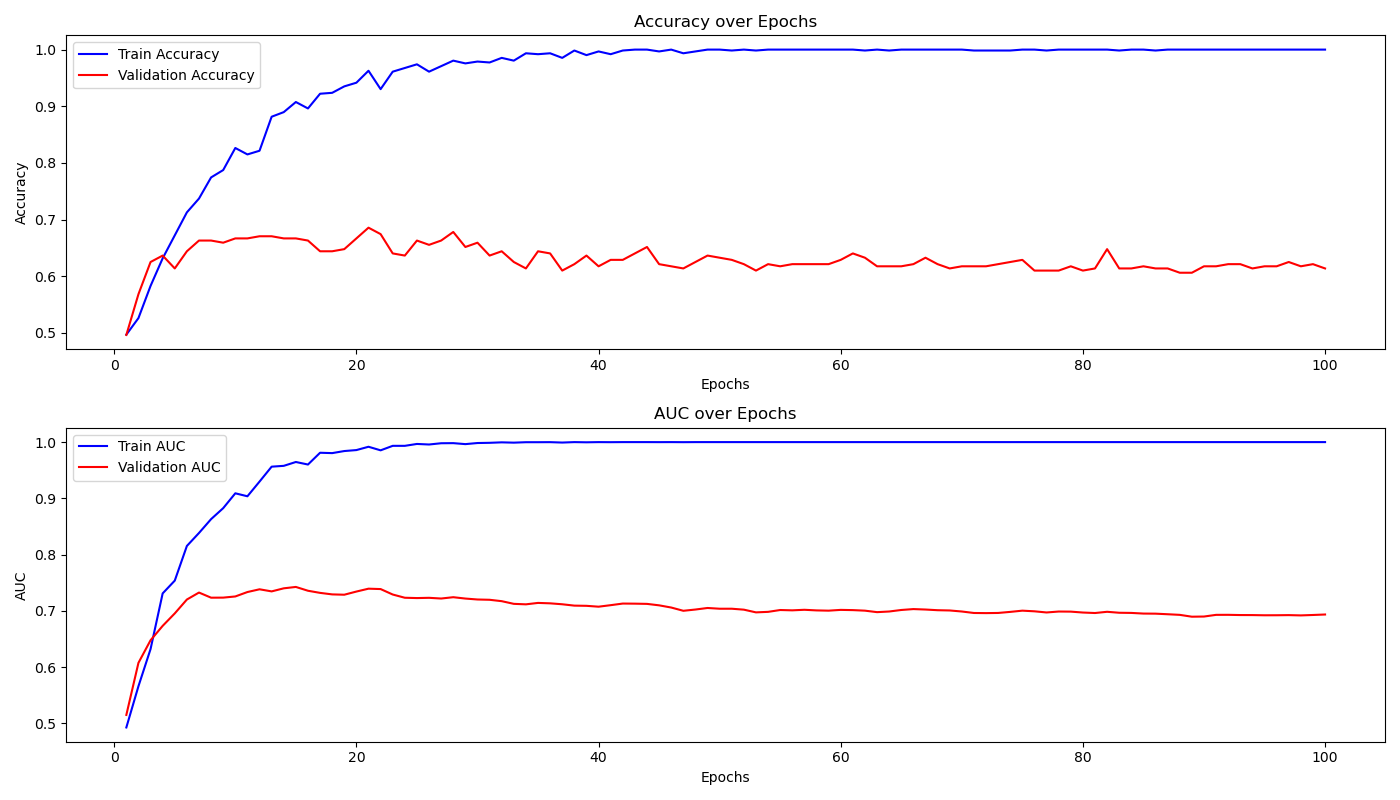 Accuracy over Epochs
Train Accuracy
Validation Accuracy
Accuracy
1.0
0.9
0.8
0.7
0.6
0.5
0 20 40 60 80 100
Epochs
AUC over Epochs
Train AUC
Validation AUC
AUC
1.0
0.9
0.8
0.7
0.6
0.5
0 20 40 60 80 100
Epochs